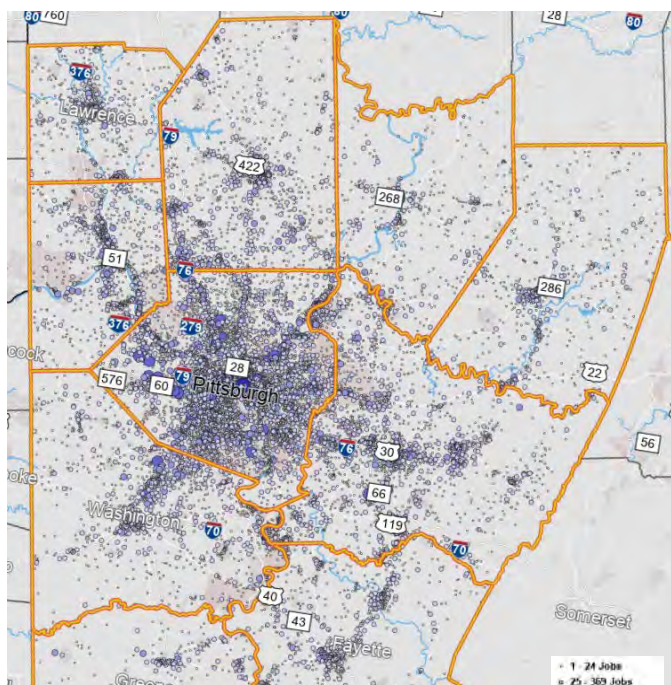 80
760
80
28
80
376
Lawrence
79
422
268
51
76
286
376
279
22
28
79
576
60
Pittsburgh
cock
56
30
76
oke
66
Washington
119
70
70
40
43
Somerset
Fayette
Gree
1 - 24 Jobs
25 - 369 Jobs